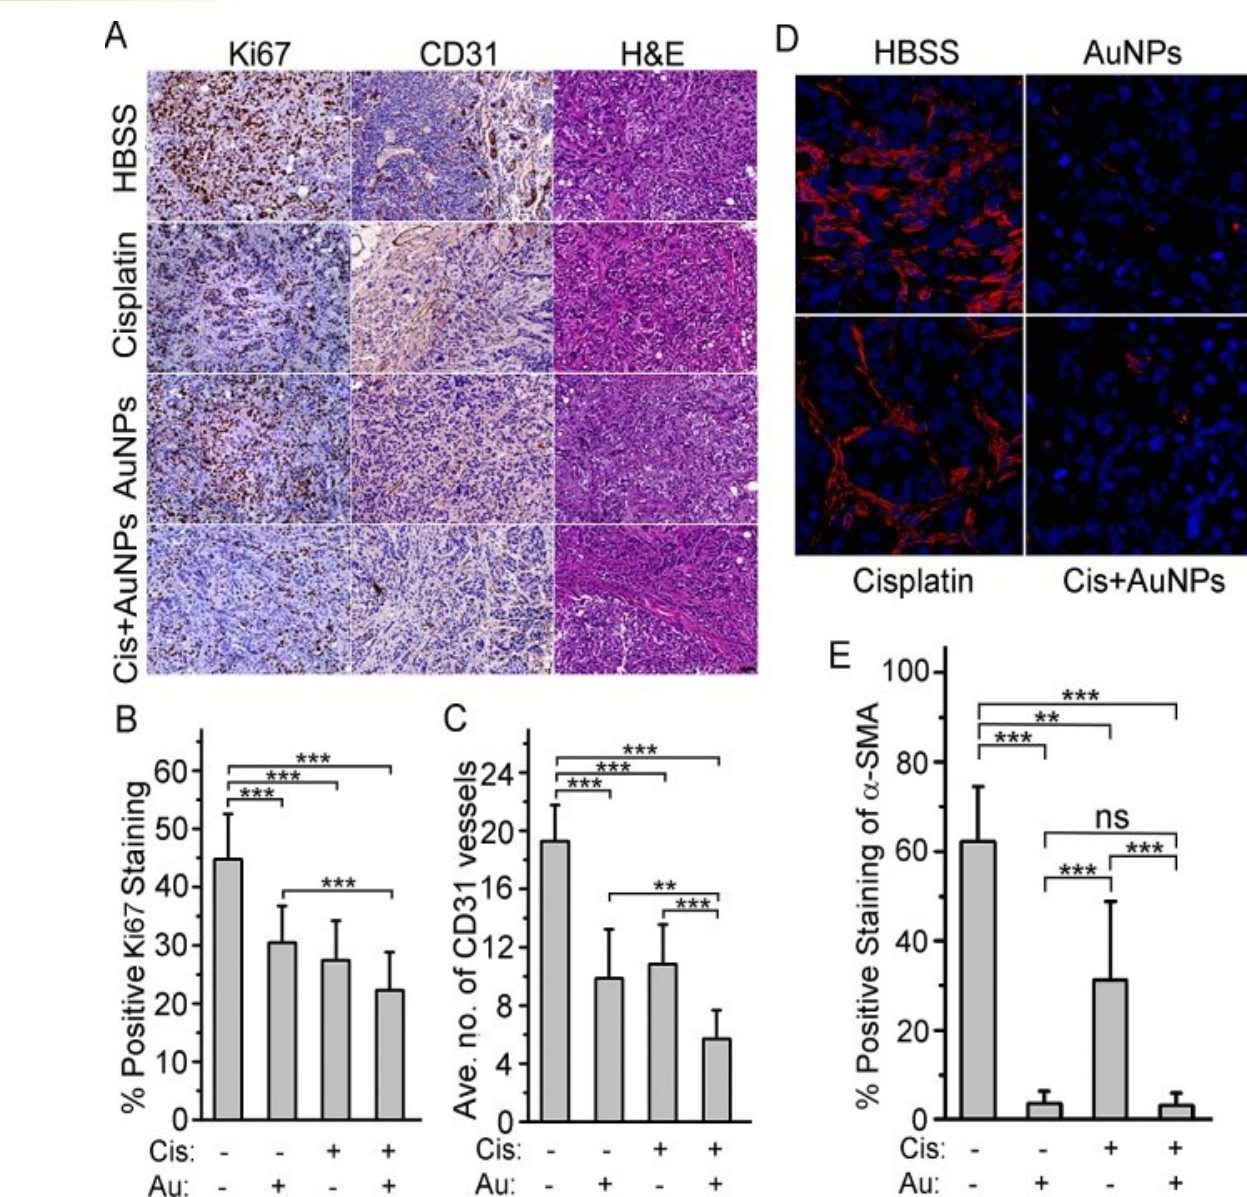 A
Ki67 CD31 H&E
HBSS
Cisplatin
AuNPs
Cis+AuNPs
D
HBSS AuNPs
Cisplatin Cis+AuNPs
B
% Positive Ki67 Staining
60
50
40
30
20
10
0
***
***
***
***
Cis: - - + +
Au: - + - +
C
Ave. no. of CD31 vessels
24
20
16
12
8
4
0
***
***
***
**
***
Cis: - - + +
Au: - + - +
E
% Positive Staining of α-SMA
100
80
60
40
20
0
***
**
***
ns
***
***
Cis: - - + +
Au: - + - +